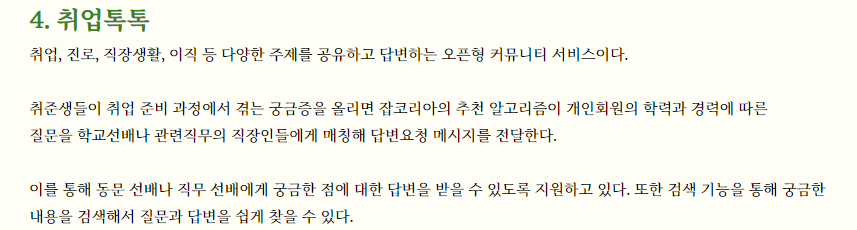 4. 취업톡톡
취업, 진로, 직장생활, 이직 등 다양한 주제를 공유하고 답변하는 오픈형 커뮤니티 서비스이다.
취준생들이 취업 준비 과정에서 겪는 궁금증을 올리면 잡코리아의 추천 알고리즘이 개인회원의 학력과 경력에 따른
질문을 학교선배나 관련직무의 직장인들에게 매칭해 답변요청 메시지를 전달한다.
이를 통해 동문 선배나 직무 선배에게 궁금한 점에 대한 답변을 받을 수 있도록 지원하고 있다. 또한 검색 기능을 통해 궁금한
내용을 검색해서 질문과 답변을 쉽게 찾을 수 있다.